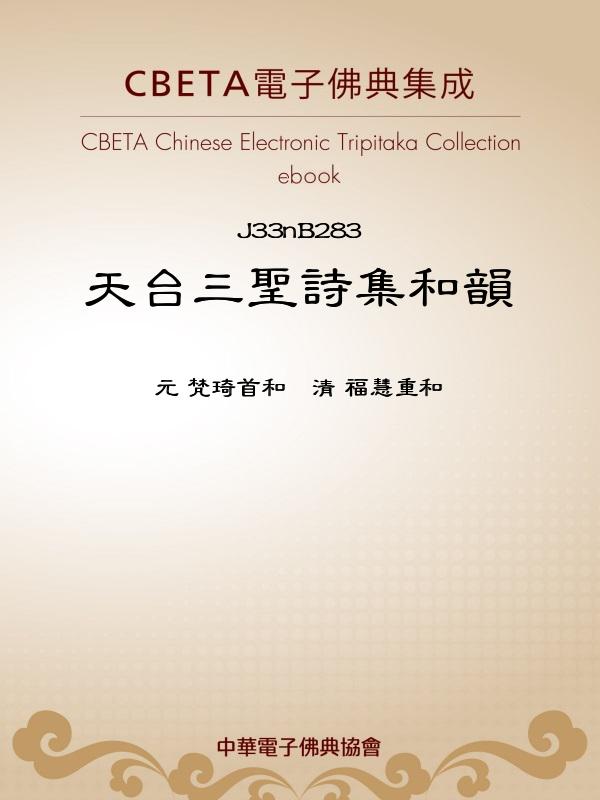 CBETA電子佛典集成
CBETA Chinese Electronic Tripitaka Collection
ebook
J33nB283
天台三聖詩集和韻
元 梵琦首和　清 福慧重和
中華電子佛典協會